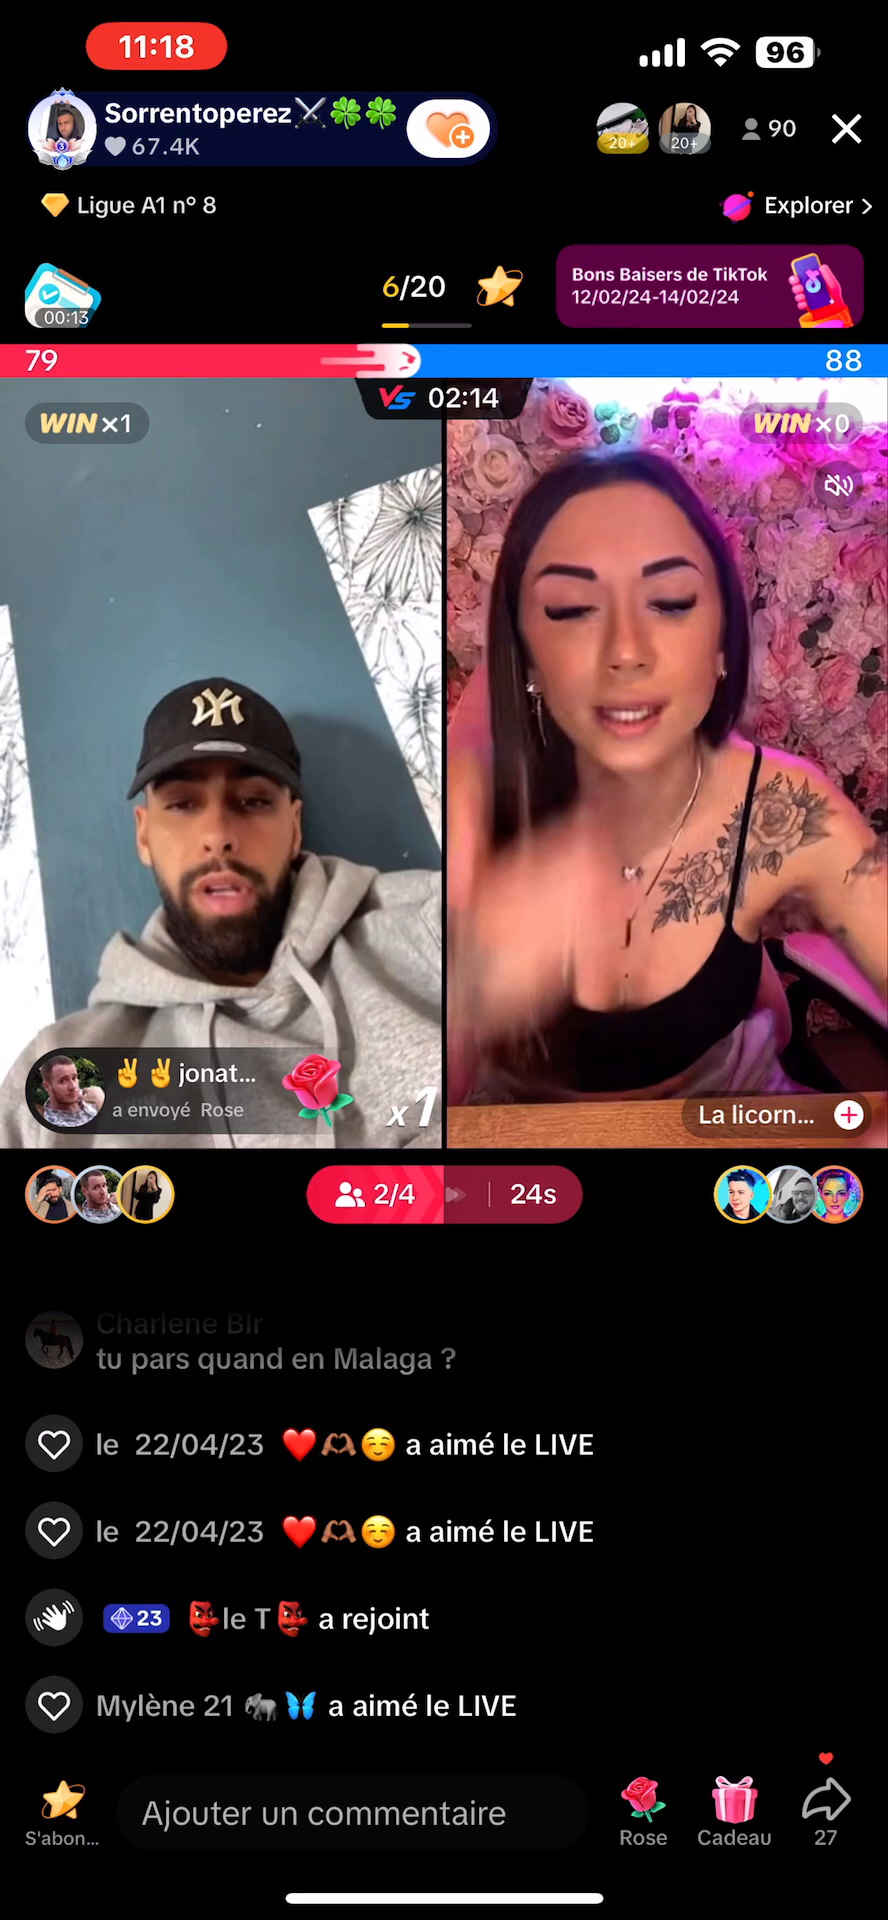 11:18
96
Sorrentoperez⚔️🍀🍀
67.4K
20+
20+
90
Ligue A1 n° 8
Explorer >
00:13
6/20
Bons Baisers de TikTok
12/02/24-14/02/24
79
88
WIN x1
VS 02:14
WIN x0
NY
✌️✌️jonat...
a envoyé Rose
x1
La licorn...
2/4
24s
Charlene Blr
tu pars quand en Malaga ?
le 22/04/23 ❤️🫶🏾☺️ a aimé le LIVE
le 22/04/23 ❤️🫶🏾☺️ a aimé le LIVE
23 👺le T👺 a rejoint
Mylène 21 🐘🦋 a aimé le LIVE
S'abon...
Ajouter un commentaire
Rose
Cadeau
27